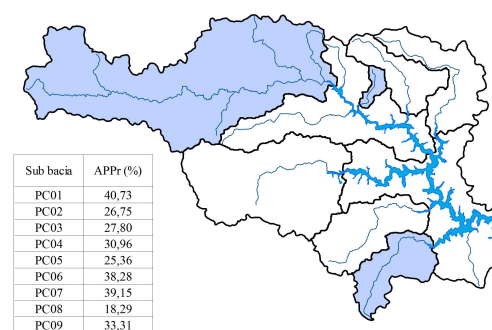 Sub bacia APPr (%)
PC01 40,73
PC02 26,75
PC03 27,80
PC04 30,96
PC05 25,36
PC06 38,28
PC07 39,15
PC08 18,29
PC09 33,31